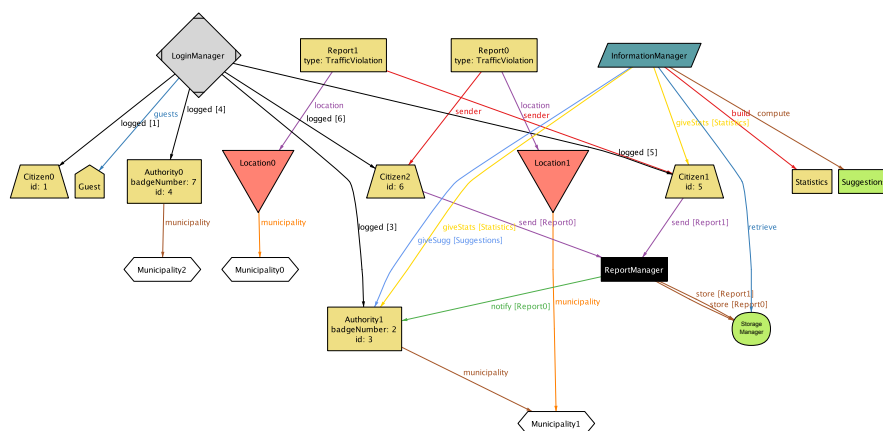 LoginManager
Report1
type: TrafficViolation
Report0
type: TrafficViolation
InformationManager
guests
logged [1]
logged [4]
location
logged [6]
sender
location
sender
build
compute
giveStats [Statistics]
logged [5]
Citizen0
id: 1
Guest
Authority0
badgeNumber: 7
id: 4
Location0
Citizen2
id: 6
Location1
Citizen1
id: 5
Statistics
Suggestion
municipality
municipality
logged [3]
giveStats [Statistics]
giveSugg [Suggestions]
send [Report0]
send [Report1]
retrieve
Municipality2
Municipality0
ReportManager
store [Report1]
store [Report0]
notify [Report0]
municipality
Authority1
badgeNumber: 2
id: 3
Storage
Manager
municipality
Municipality1